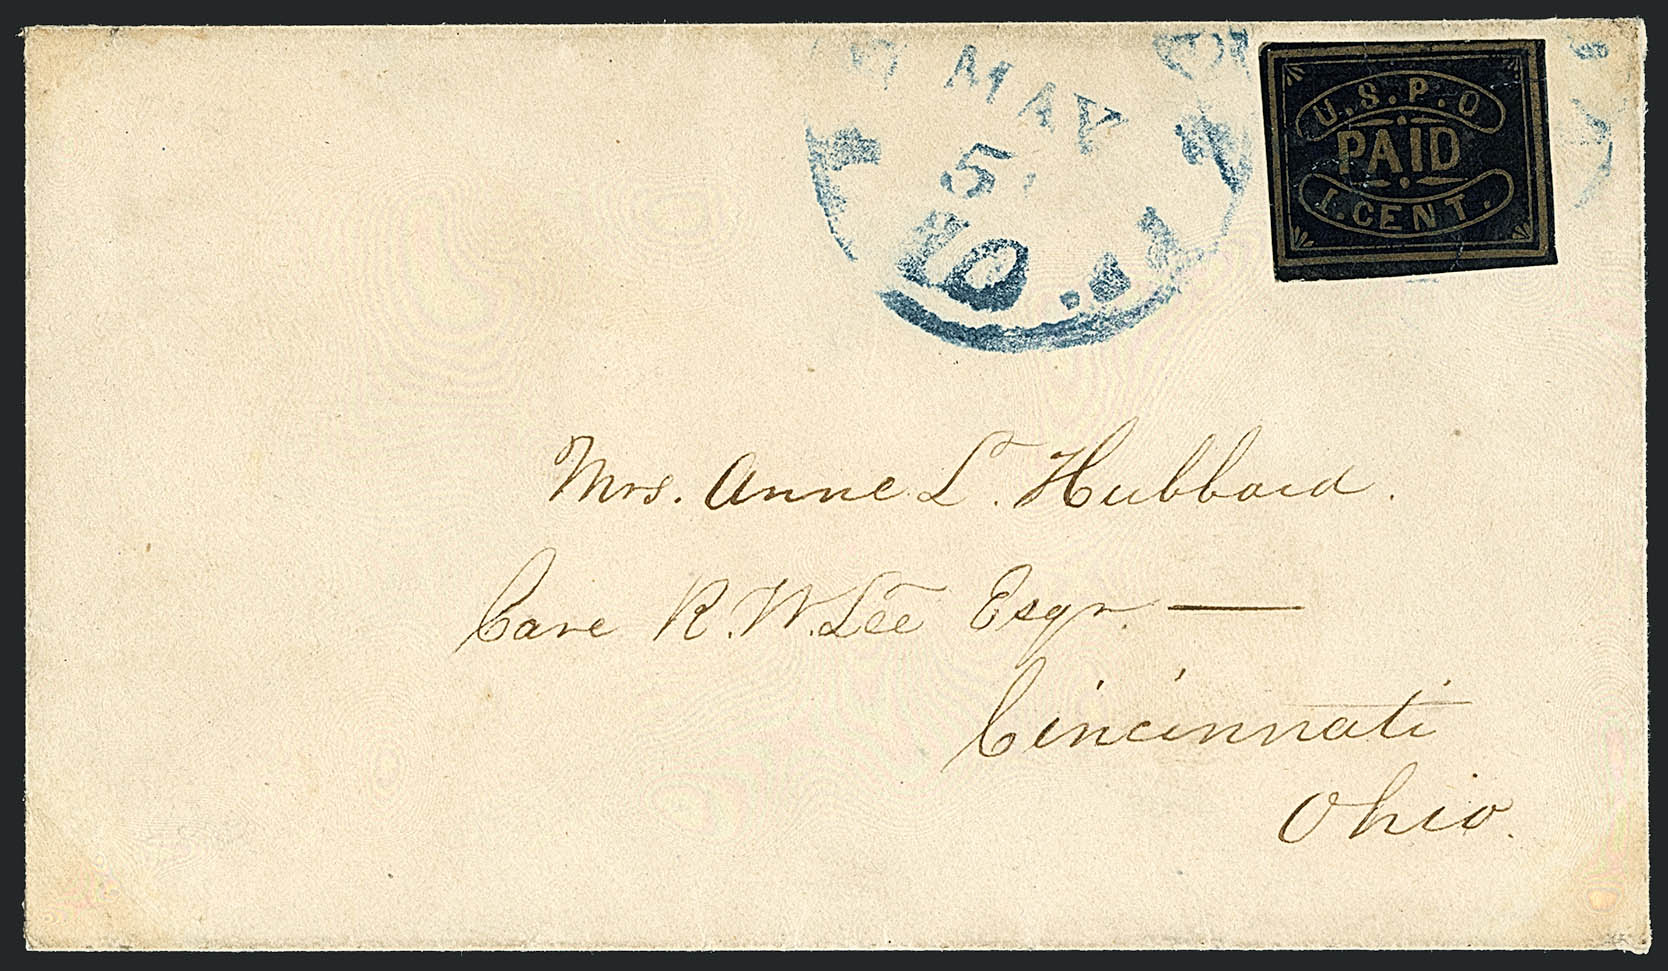 MAY
5
U.S.P.O
PAID
1.CENT.
Mrs. Anne L. Hubbard.
Care R. W. Lee Esqr. —
Cincinnati
Ohio.